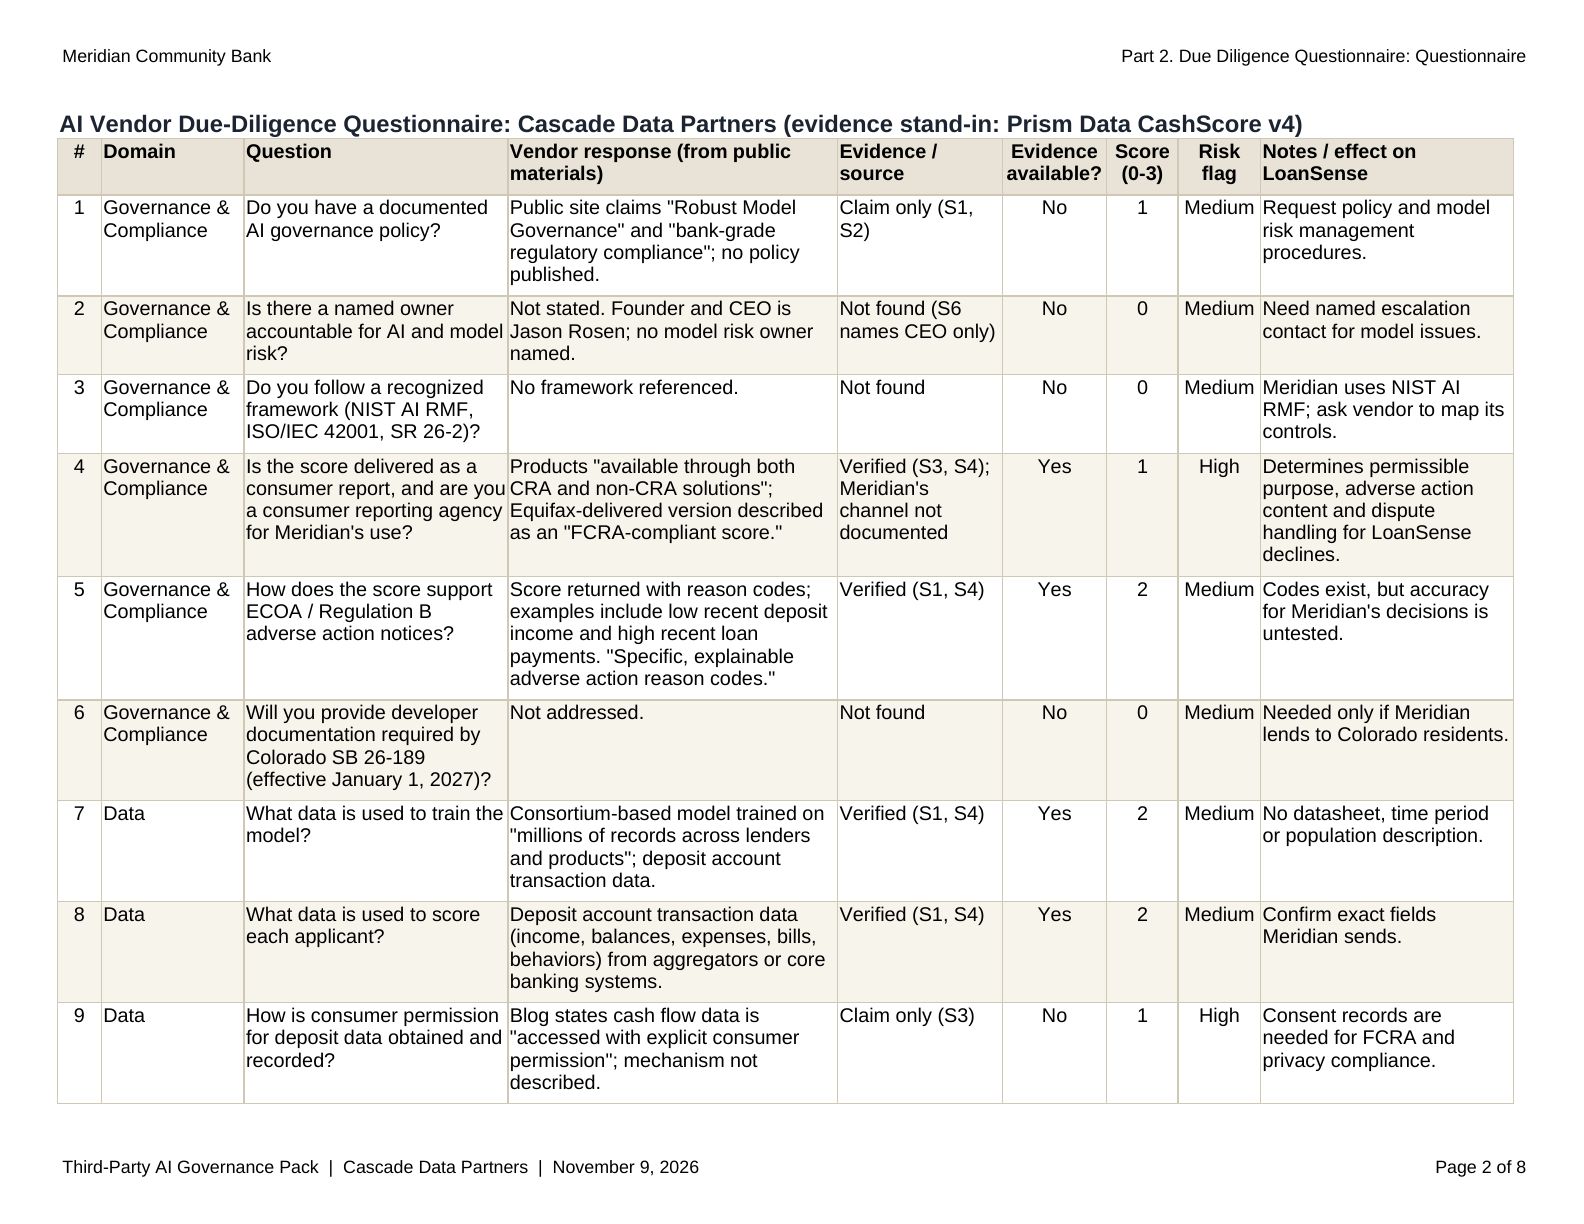 Meridian Community Bank
Part 2. Due Diligence Questionnaire: Questionnaire
AI Vendor Due-Diligence Questionnaire: Cascade Data Partners (evidence stand-in: Prism Data CashScore v4)
#
Domain
Question
Vendor response (from public
materials)
Evidence /
source
Evidence
available?
Score
(0-3)
Risk
flag
Notes / effect on
LoanSense
1
Governance &
Compliance
Do you have a documented
AI governance policy?
Public site claims "Robust Model
Governance" and "bank-grade
regulatory compliance"; no policy
published.
Claim only (S1,
S2)
No
1
Medium
Request policy and model
risk management
procedures.
2
Governance &
Compliance
Is there a named owner
accountable for AI and model
risk?
Not stated. Founder and CEO is
Jason Rosen; no model risk owner
named.
Not found (S6
names CEO only)
No
0
Medium
Need named escalation
contact for model issues.
3
Governance &
Compliance
Do you follow a recognized
framework (NIST AI RMF,
ISO/IEC 42001, SR 26-2)?
No framework referenced.
Not found
No
0
Medium
Meridian uses NIST AI
RMF; ask vendor to map its
controls.
4
Governance &
Compliance
Is the score delivered as a
consumer report, and are you
a consumer reporting agency
for Meridian's use?
Products "available through both
CRA and non-CRA solutions";
Equifax-delivered version described
as an "FCRA-compliant score."
Verified (S3, S4);
Meridian's
channel not
documented
Yes
1
High
Determines permissible
purpose, adverse action
content and dispute
handling for LoanSense
declines.
5
Governance &
Compliance
How does the score support
ECOA / Regulation B
adverse action notices?
Score returned with reason codes;
examples include low recent deposit
income and high recent loan
payments. "Specific, explainable
adverse action reason codes."
Verified (S1, S4)
Yes
2
Medium
Codes exist, but accuracy
for Meridian's decisions is
untested.
6
Governance &
Compliance
Will you provide developer
documentation required by
Colorado SB 26-189
(effective January 1, 2027)?
Not addressed.
Not found
No
0
Medium
Needed only if Meridian
lends to Colorado residents.
7
Data
What data is used to train the
model?
Consortium-based model trained on
"millions of records across lenders
and products"; deposit account
transaction data.
Verified (S1, S4)
Yes
2
Medium
No datasheet, time period
or population description.
8
Data
What data is used to score
each applicant?
Deposit account transaction data
(income, balances, expenses, bills,
behaviors) from aggregators or core
banking systems.
Verified (S1, S4)
Yes
2
Medium
Confirm exact fields
Meridian sends.
9
Data
How is consumer permission
for deposit data obtained and
recorded?
Blog states cash flow data is
"accessed with explicit consumer
permission"; mechanism not
described.
Claim only (S3)
No
1
High
Consent records are
needed for FCRA and
privacy compliance.
Third-Party AI Governance Pack | Cascade Data Partners | November 9, 2026
Page 2 of 8